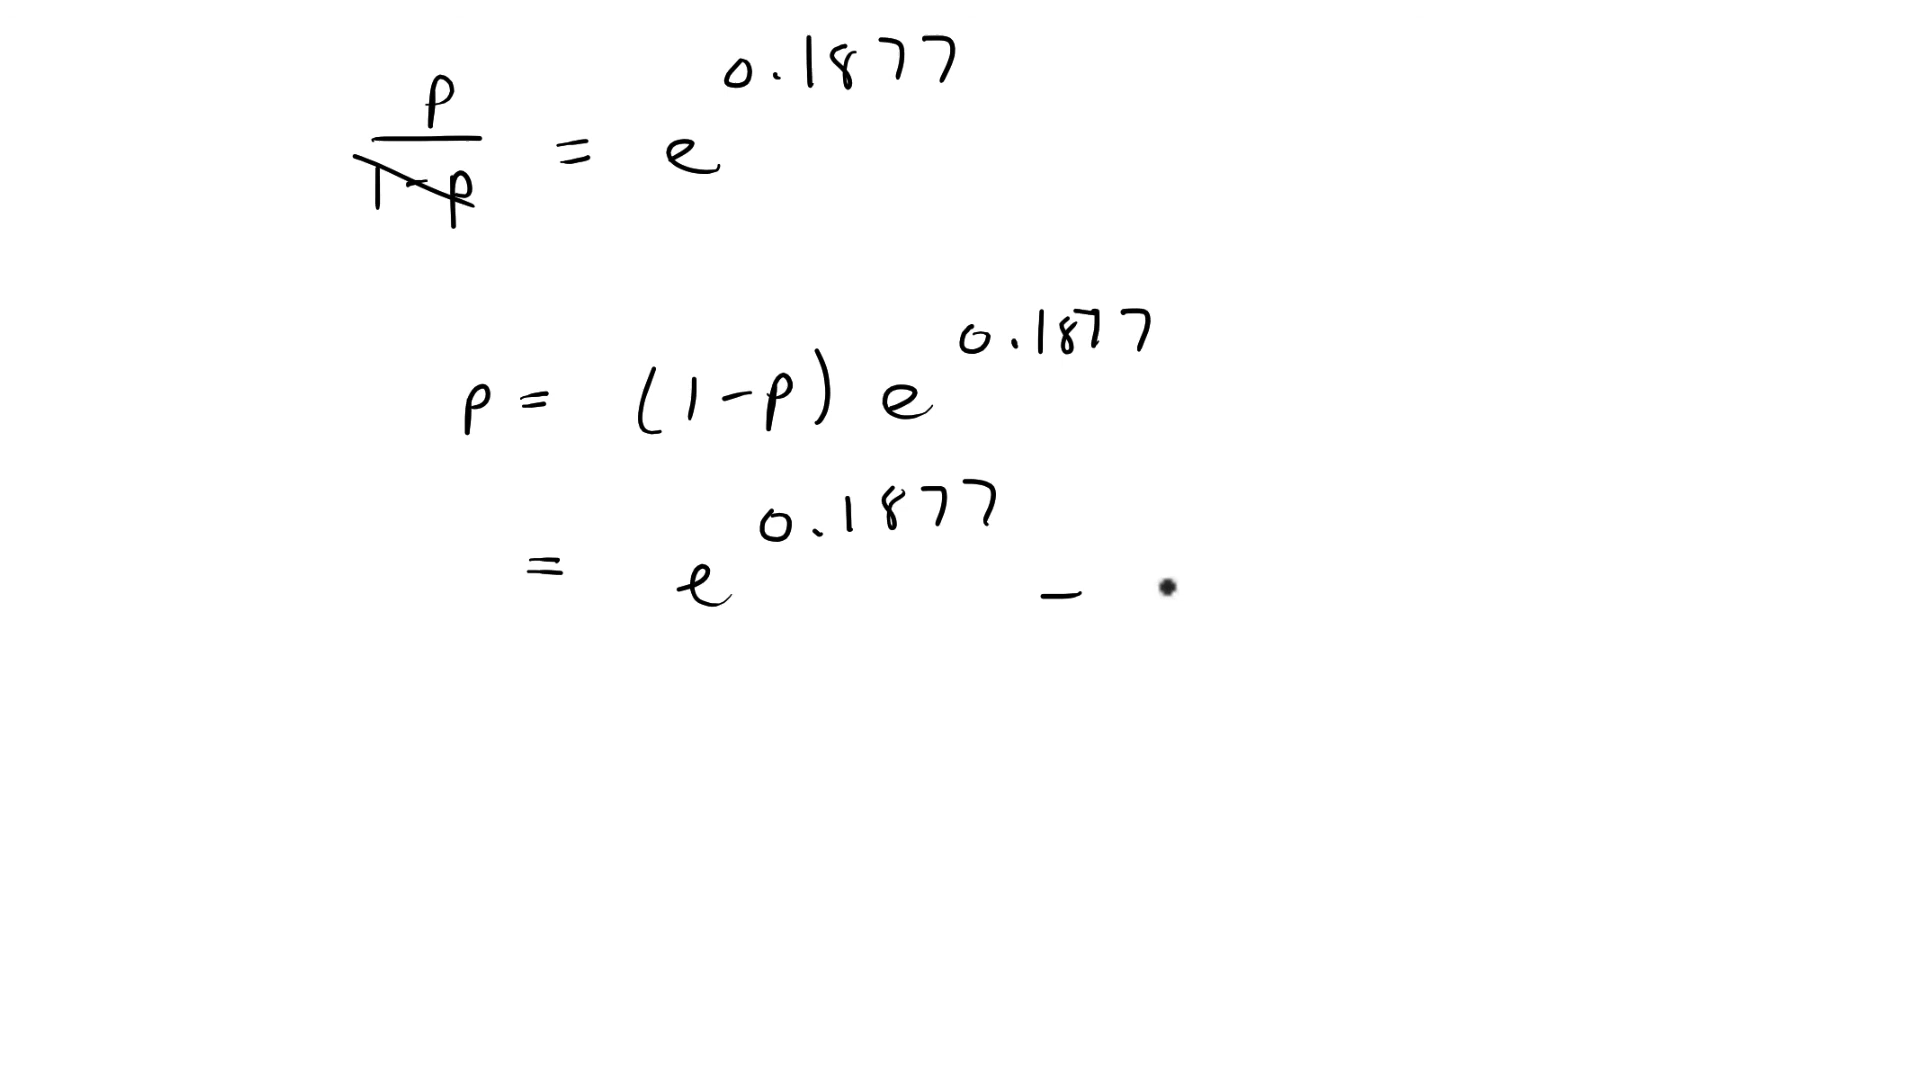 p/(1-p) = e^0.1877
p = (1-p) e^0.1877
= e^0.1877 -